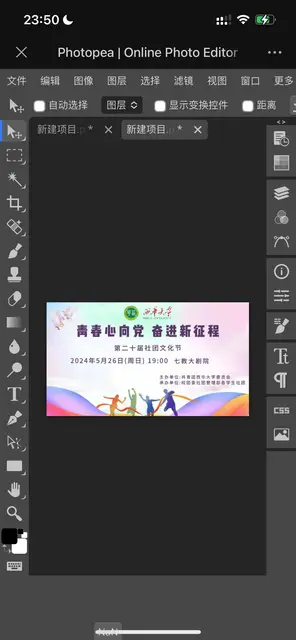 23:50
Photopea | Online Photo Editor
文件 编辑 图像 图层 选择 滤镜 视图 窗口 更多
自动选择 图层 显示变换控件 距离
新建项目.p * 新建项目.p *
青春心向党 奋进新征程
第二十届社团文化节
2024年5月26日(周日) 19:00 七教大剧院
CSS
NaN